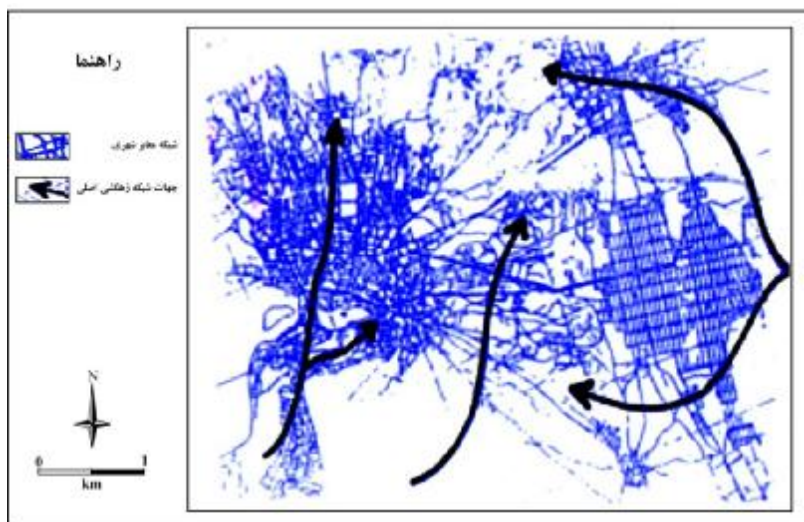 راهنما
شبکه معابر شهری
جهات شبکه زهکشی اصلی
N
0 1
km